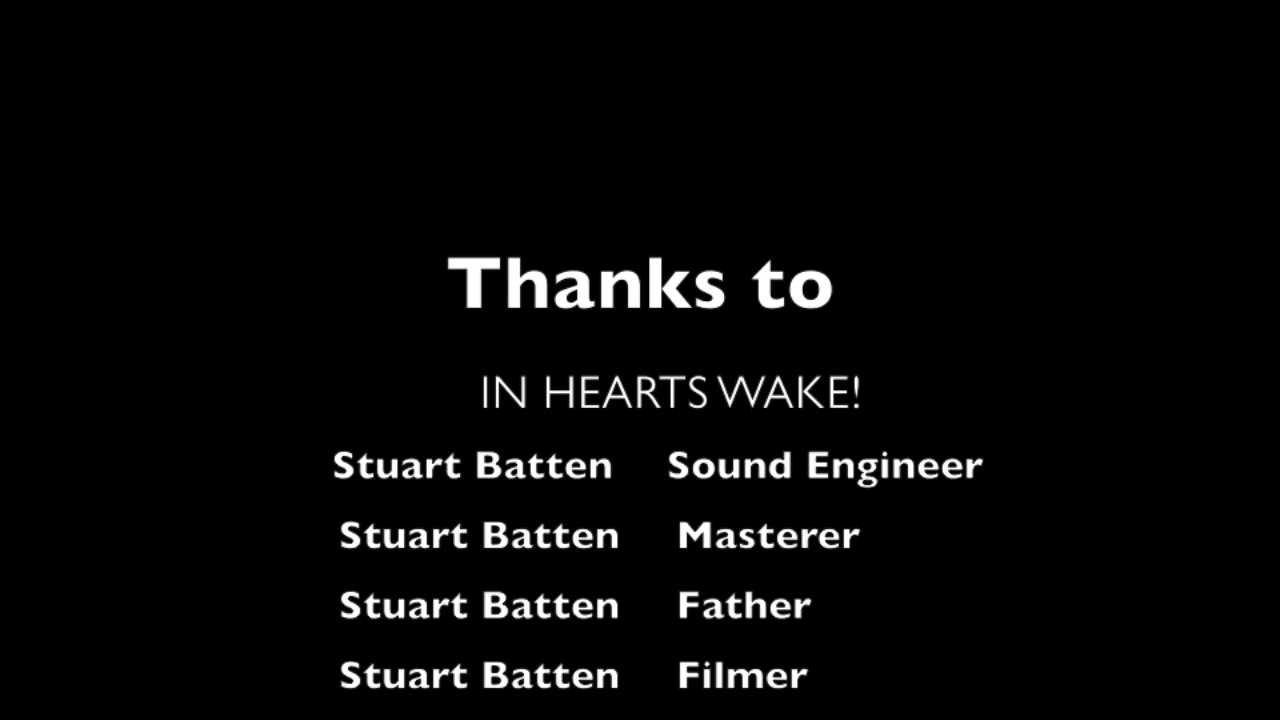 Thanks to
IN HEARTS WAKE!
Stuart Batten Sound Engineer
Stuart Batten Masterer
Stuart Batten Father
Stuart Batten Filmer